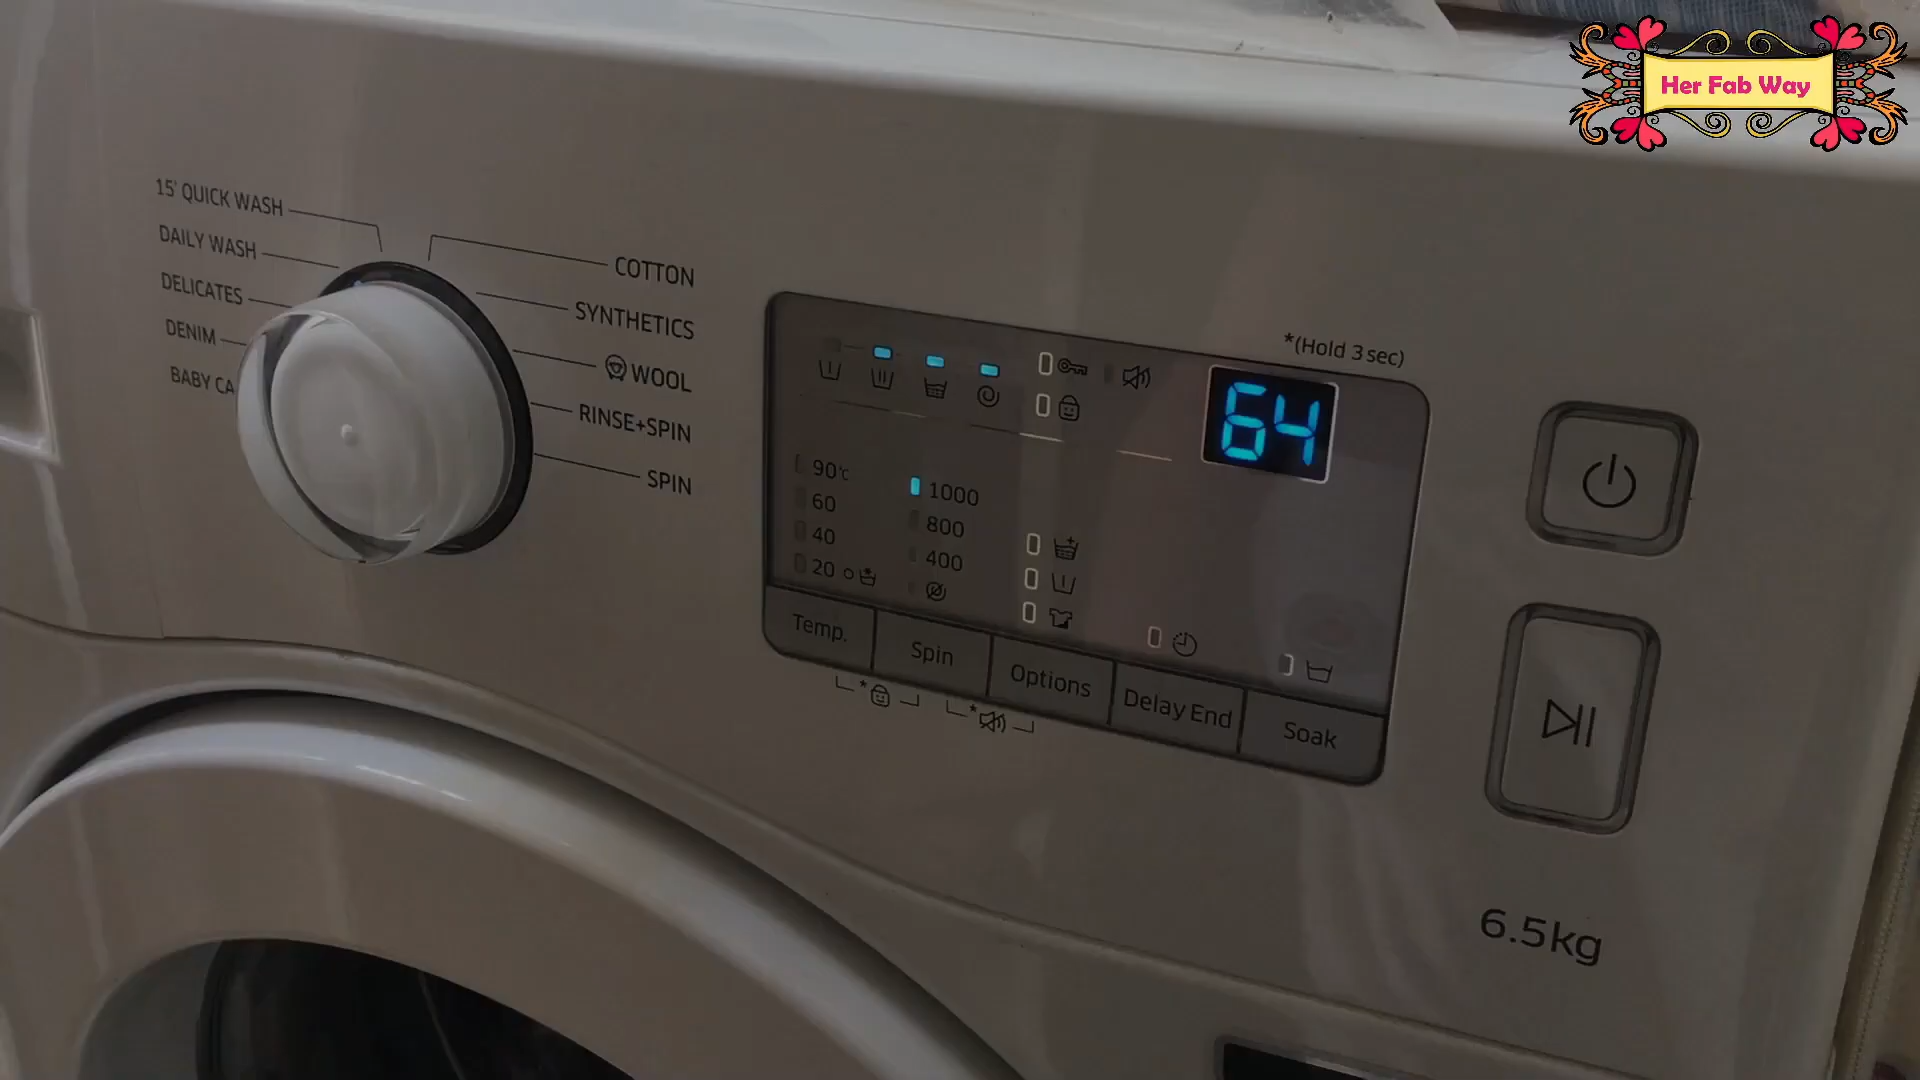 Her Fab Way
15' QUICK WASH
DAILY WASH
DELICATES
DENIM
BABY CA
COTTON
SYNTHETICS
WOOL
RINSE+SPIN
SPIN
*(Hold 3 sec)
64
90℃
60
40
20
1000
800
400
Temp.
Spin
Options
Delay End
Soak
6.5kg